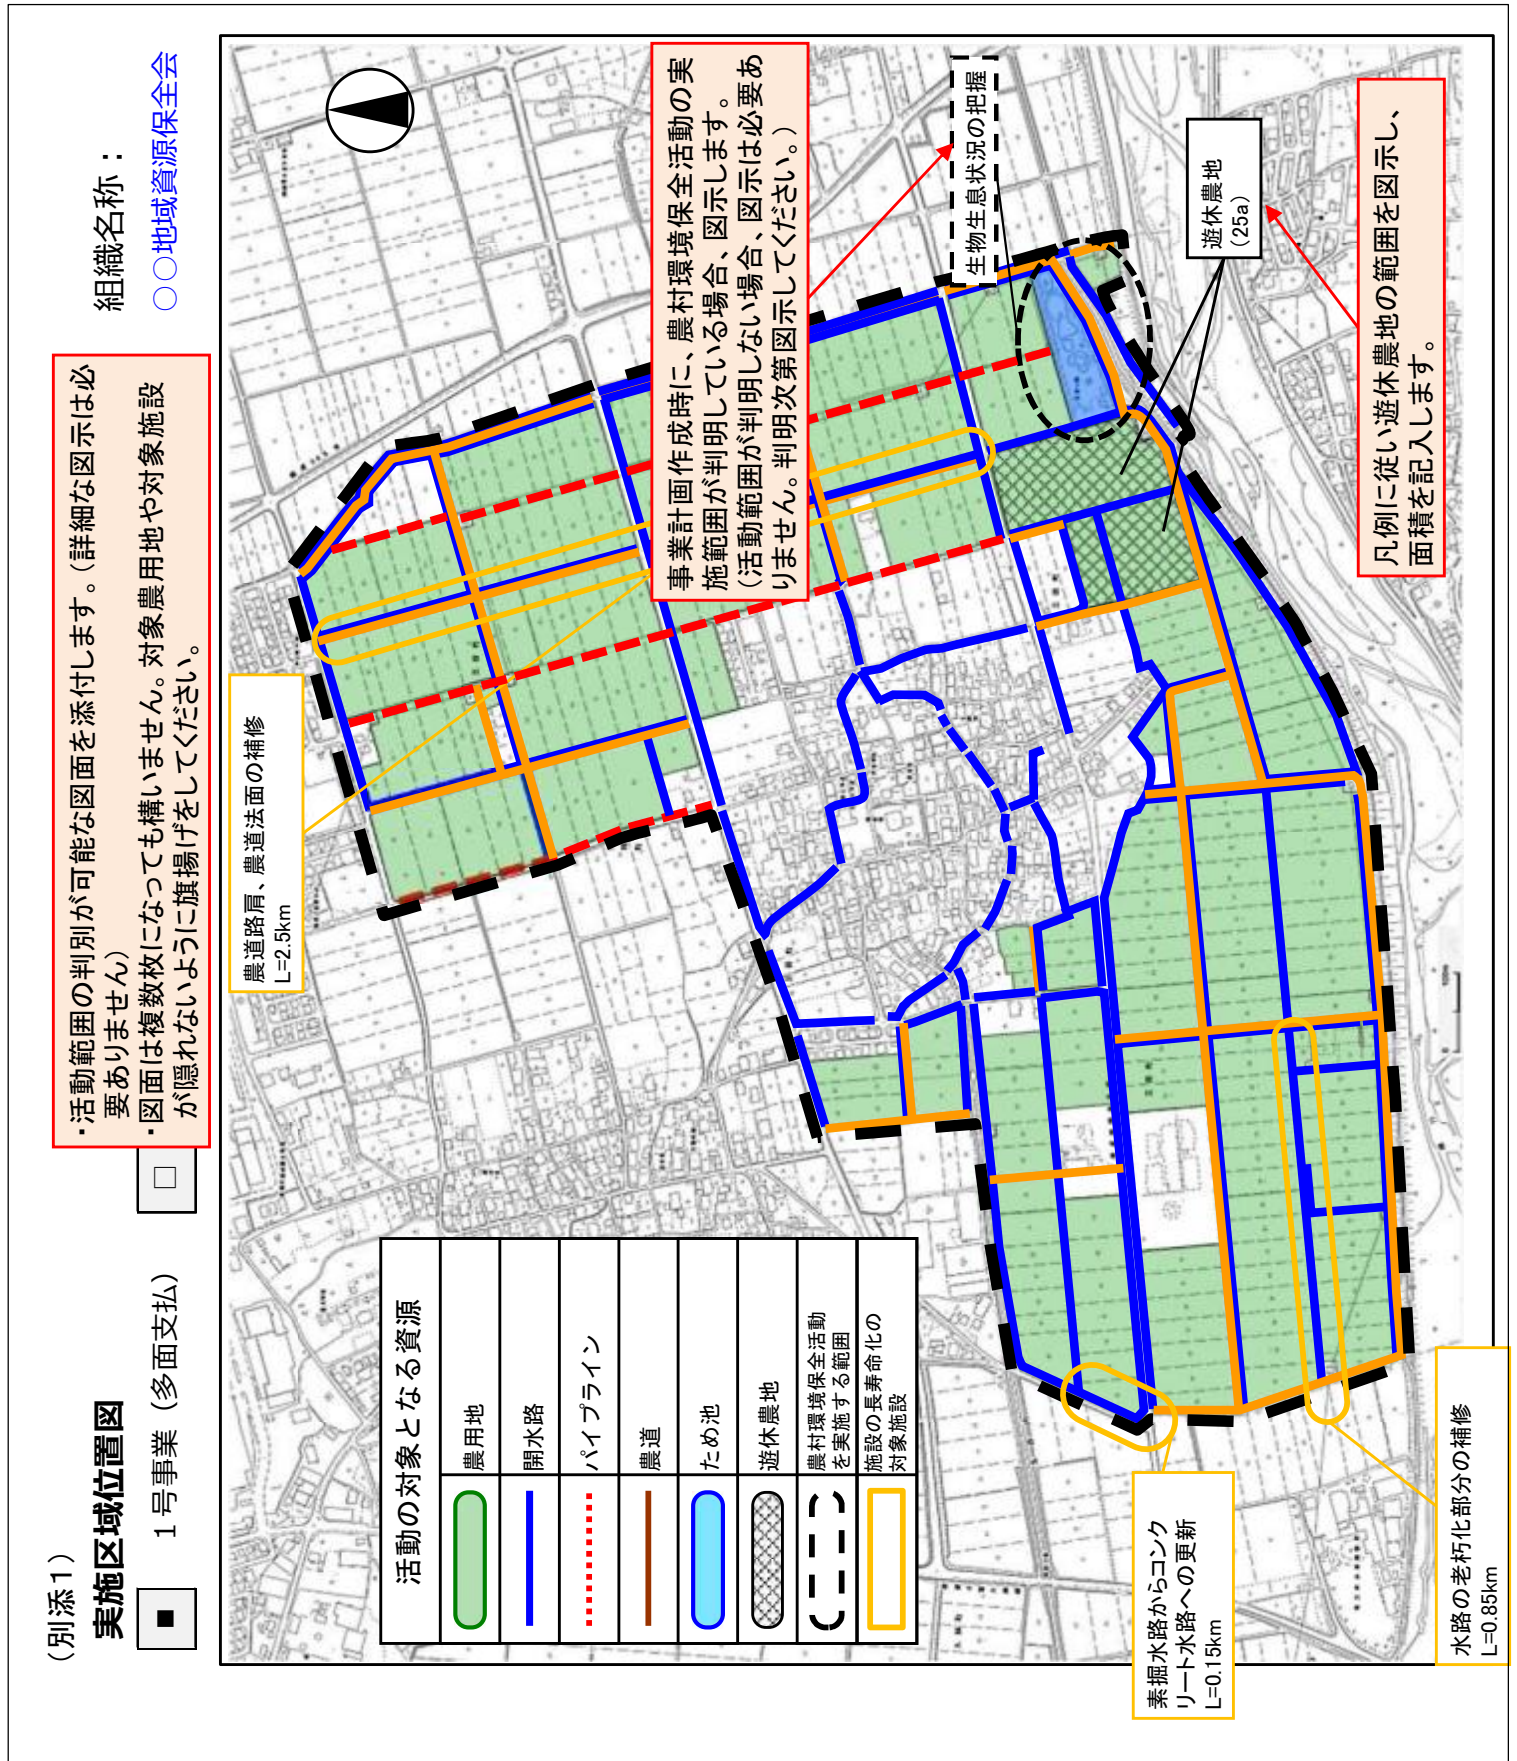 （別添１）
実施区域位置図
■
１号事業（多面支払）
□
組織名称：
○○地域資源保全会
・活動範囲の判別が可能な図面を添付します。（詳細な図示は必
要ありません）
・図面は複数枚になっても構いません。対象農用地や対象施設
が隠れないように旗揚げをしてください。
農道路肩、農道法面の補修
L=2.5km
事業計画作成時に、農村環境保全活動の実
施範囲が判明している場合、図示します。
（活動範囲が判明しない場合、図示は必要あ
りません。判明次第図示してください。）
生物生息状況の把握
遊休農地
（25a）
凡例に従い遊休農地の範囲を図示し、
面積を記入します。
活動の対象となる資源
農用地
開水路
パイプライン
農道
ため池
遊休農地
農村環境保全活動
を実施する範囲
施設の長寿命化の
対象施設
素掘水路からコンク
リート水路への更新
L=0.15km
水路の老朽化部分の補修
L=0.85km